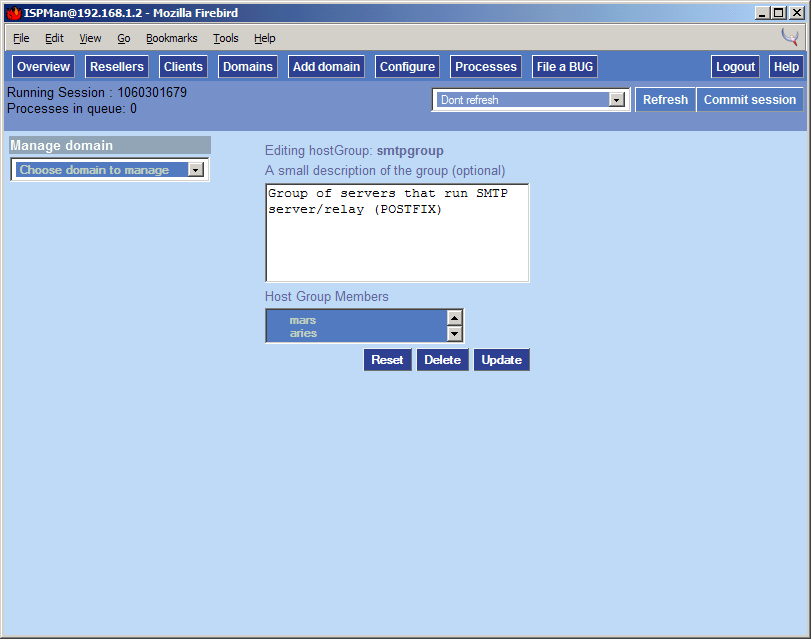 ISPMan@192.168.1.2 - Mozilla Firebird
File Edit View Go Bookmarks Tools Help
Overview Resellers Clients Domains Add domain Configure Processes File a BUG Logout Help
Running Session : 1060301679
Processes in queue: 0
Dont refresh Refresh Commit session
Manage domain
Choose domain to manage
Editing hostGroup: smtpgroup
A small description of the group (optional)
Group of servers that run SMTP
server/relay (POSTFIX)
Host Group Members
mars
aries
Reset Delete Update